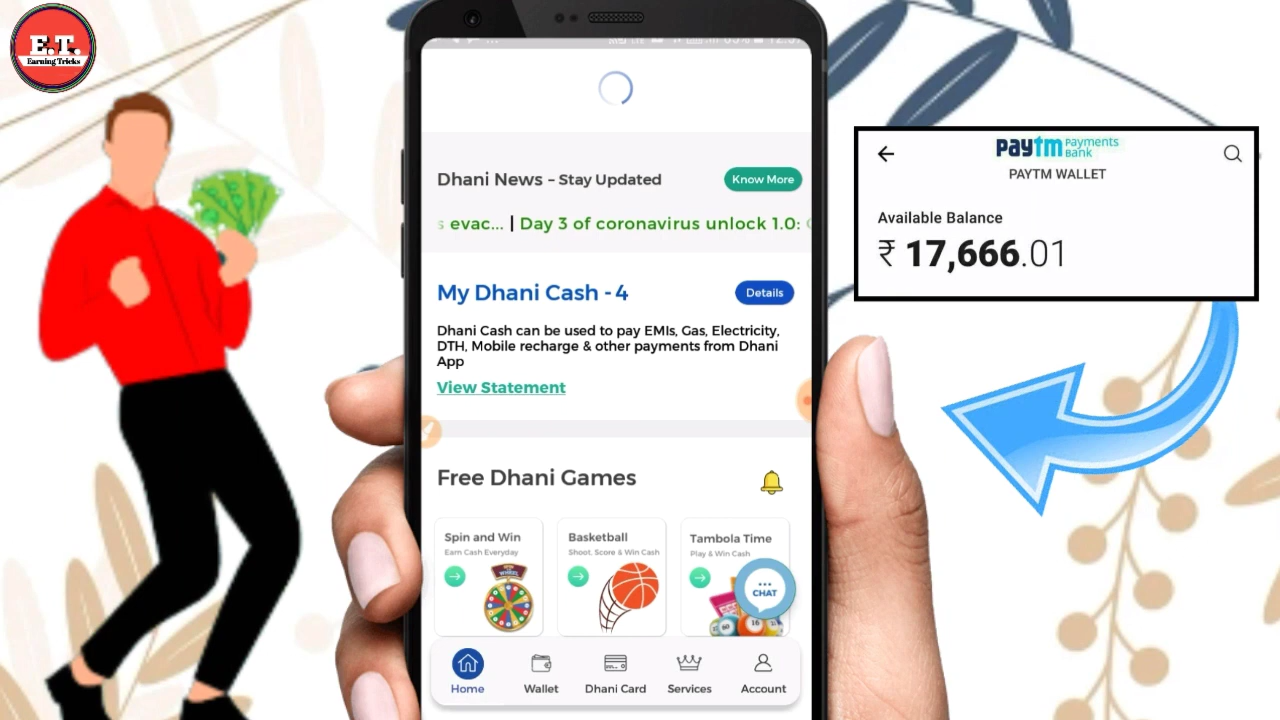 E.T.
Earning Tricks
Dhani News – Stay Updated
Know More
s evac... | Day 3 of coronavirus unlock 1.0:
My Dhani Cash - 4
Details
Dhani Cash can be used to pay EMIs, Gas, Electricity,
DTH, Mobile recharge & other payments from Dhani
App
View Statement
Free Dhani Games
Spin and Win
Earn Cash Everyday
WHEEL
Basketball
Shoot, Score & Win Cash
Tambola Time
Play & Win Cash
CHAT
Home
Wallet
Dhani Card
Services
Account
paytm Payments
Bank
PAYTM WALLET
Available Balance
₹ 17,666.01